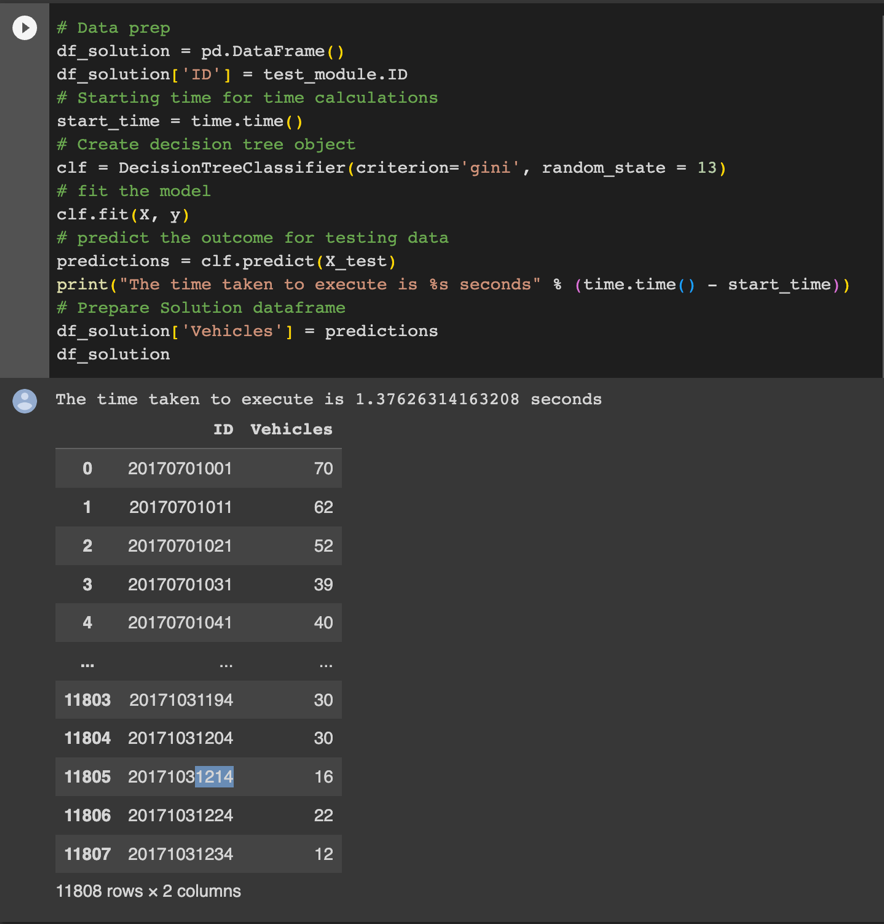 # Data prep
df_solution = pd.DataFrame()
df_solution['ID'] = test_module.ID
# Starting time for time calculations
start_time = time.time()
# Create decision tree object
clf = DecisionTreeClassifier(criterion='gini', random_state = 13)
# fit the model
clf.fit(X, y)
# predict the outcome for testing data
predictions = clf.predict(X_test)
print("The time taken to execute is %s seconds" % (time.time() - start_time))
# Prepare Solution dataframe
df_solution['Vehicles'] = predictions
df_solution
The time taken to execute is 1.37626314163208 seconds
ID Vehicles
0 20170701001 70
1 20170701011 62
2 20170701021 52
3 20170701031 39
4 20170701041 40
... ... ...
11803 20171031194 30
11804 20171031204 30
11805 20171031214 16
11806 20171031224 22
11807 20171031234 12
11808 rows × 2 columns